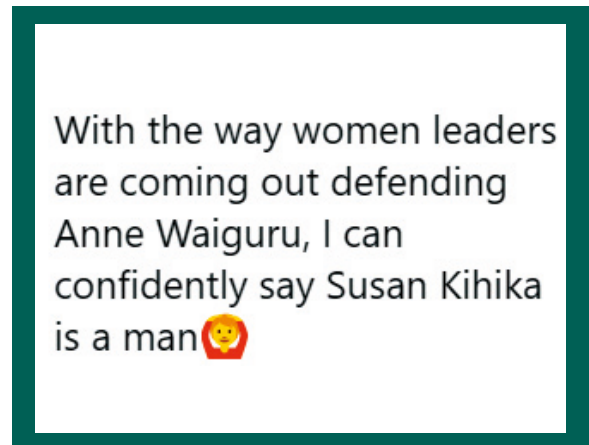 With the way women leaders
are coming out defending
Anne Waiguru, I can
confidently say Susan Kihika
is a man🙆